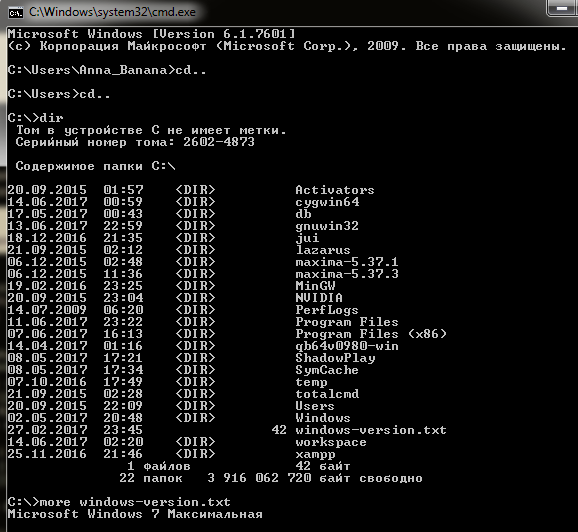 C:\Windows\system32\cmd.exe
Microsoft Windows [Version 6.1.7601]
(c) Корпорация Майкрософт (Microsoft Corp.), 2009. Все права защищены.
C:\Users\Anna_Banana>cd..
C:\Users>cd..
C:\>dir
Том в устройстве C не имеет метки.
Серийный номер тома: 2602-4873
Содержимое папки C:\
20.09.2015 01:57 <DIR> Activators
14.06.2017 00:59 <DIR> cygwin64
17.05.2017 00:43 <DIR> db
13.06.2017 22:59 <DIR> gnuwin32
18.12.2016 21:35 <DIR> jui
21.09.2015 02:12 <DIR> lazarus
06.12.2015 02:48 <DIR> maxima-5.37.1
06.12.2015 11:36 <DIR> maxima-5.37.3
19.02.2016 23:25 <DIR> MinGW
20.09.2015 23:04 <DIR> NVIDIA
14.07.2009 06:20 <DIR> PerfLogs
11.06.2017 23:22 <DIR> Program Files
07.06.2017 16:13 <DIR> Program Files (x86)
14.04.2017 01:16 <DIR> qb64v0980-win
08.05.2017 17:21 <DIR> ShadowPlay
08.05.2017 17:34 <DIR> SymCache
07.10.2016 17:49 <DIR> temp
21.09.2015 02:28 <DIR> totalcmd
20.09.2015 22:09 <DIR> Users
02.05.2017 20:48 <DIR> Windows
27.02.2017 23:45 42 windows-version.txt
14.06.2017 02:20 <DIR> workspace
25.11.2016 21:46 <DIR> xampp
1 файлов 42 байт
22 папок 3 916 062 720 байт свободно
C:\>more windows-version.txt
Microsoft Windows 7 Максимальная